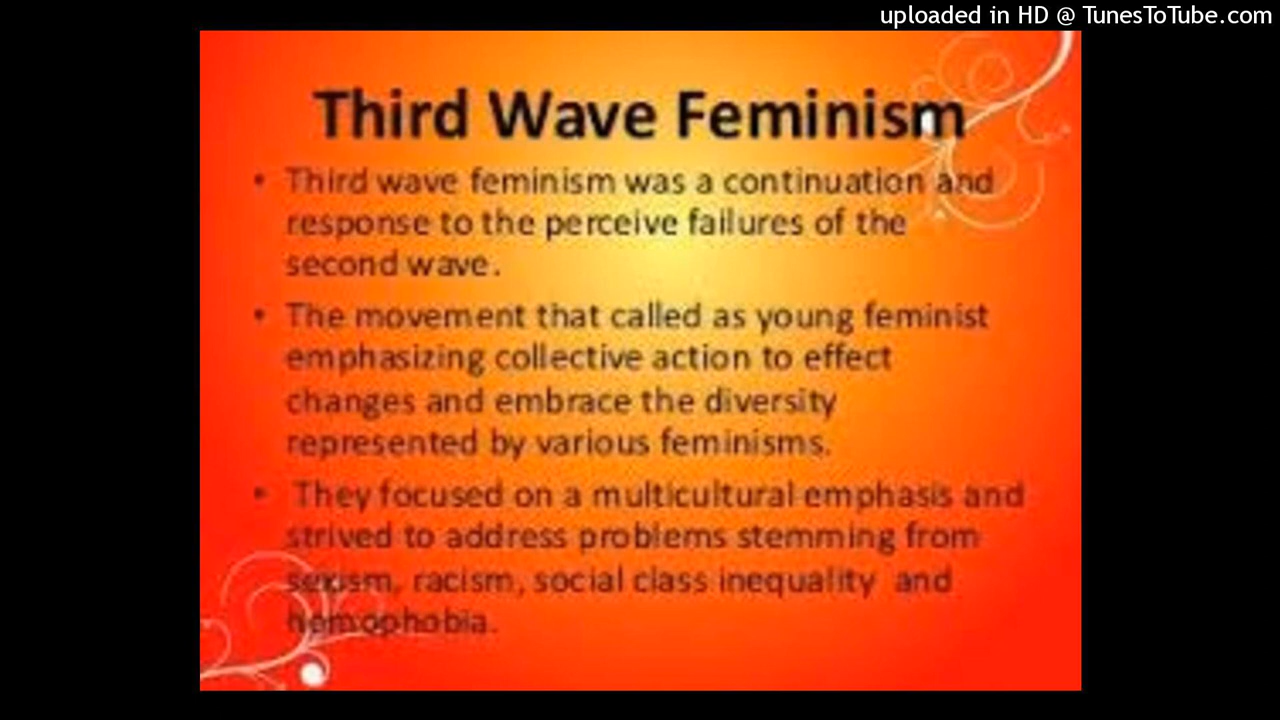 uploaded in HD @ TunesToTube.com
Third Wave Feminism
• Third wave feminism was a continuation and
response to the perceive failures of the
second wave.
• The movement that called as young feminist
emphasizing collective action to effect
changes and embrace the diversity
represented by various feminisms.
• They focused on a multicultural emphasis and
strived to address problems stemming from
sexism, racism, social class inequality and
homophobia.